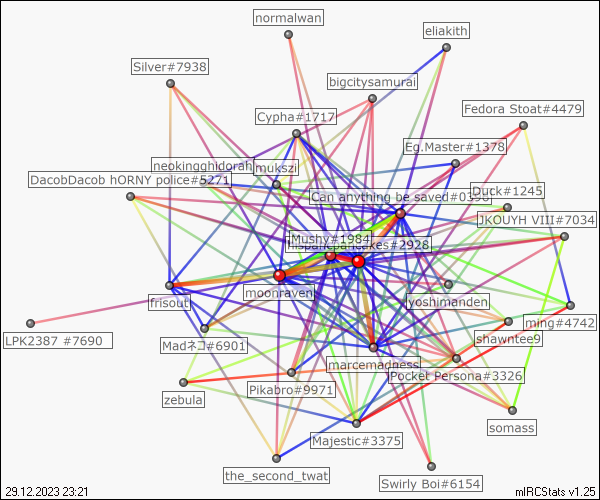 normalwan
eliakith
Silver#7938
bigcitysamurai
Fedora Stoat#4479
Cypha#1717
Eg.Master#1378
neokingghidorah
mukszi
DacobDacob hORNY police#5271
Can anything be saved#0398
Duck#1245
JKOUYH VIII#7034
Mushy#1984
#2928
moonraven
frisout
yoshimanden
ming#4742
LPK2387 #7690
Madネコ#6901
shawntee9
marcemadness
Pocket Persona#3326
Pikabro#9971
zebula
somass
Majestic#3375
the_second_twat
Swirly Boi#6154
29.12.2023 23:21
mIRCStats v1.25